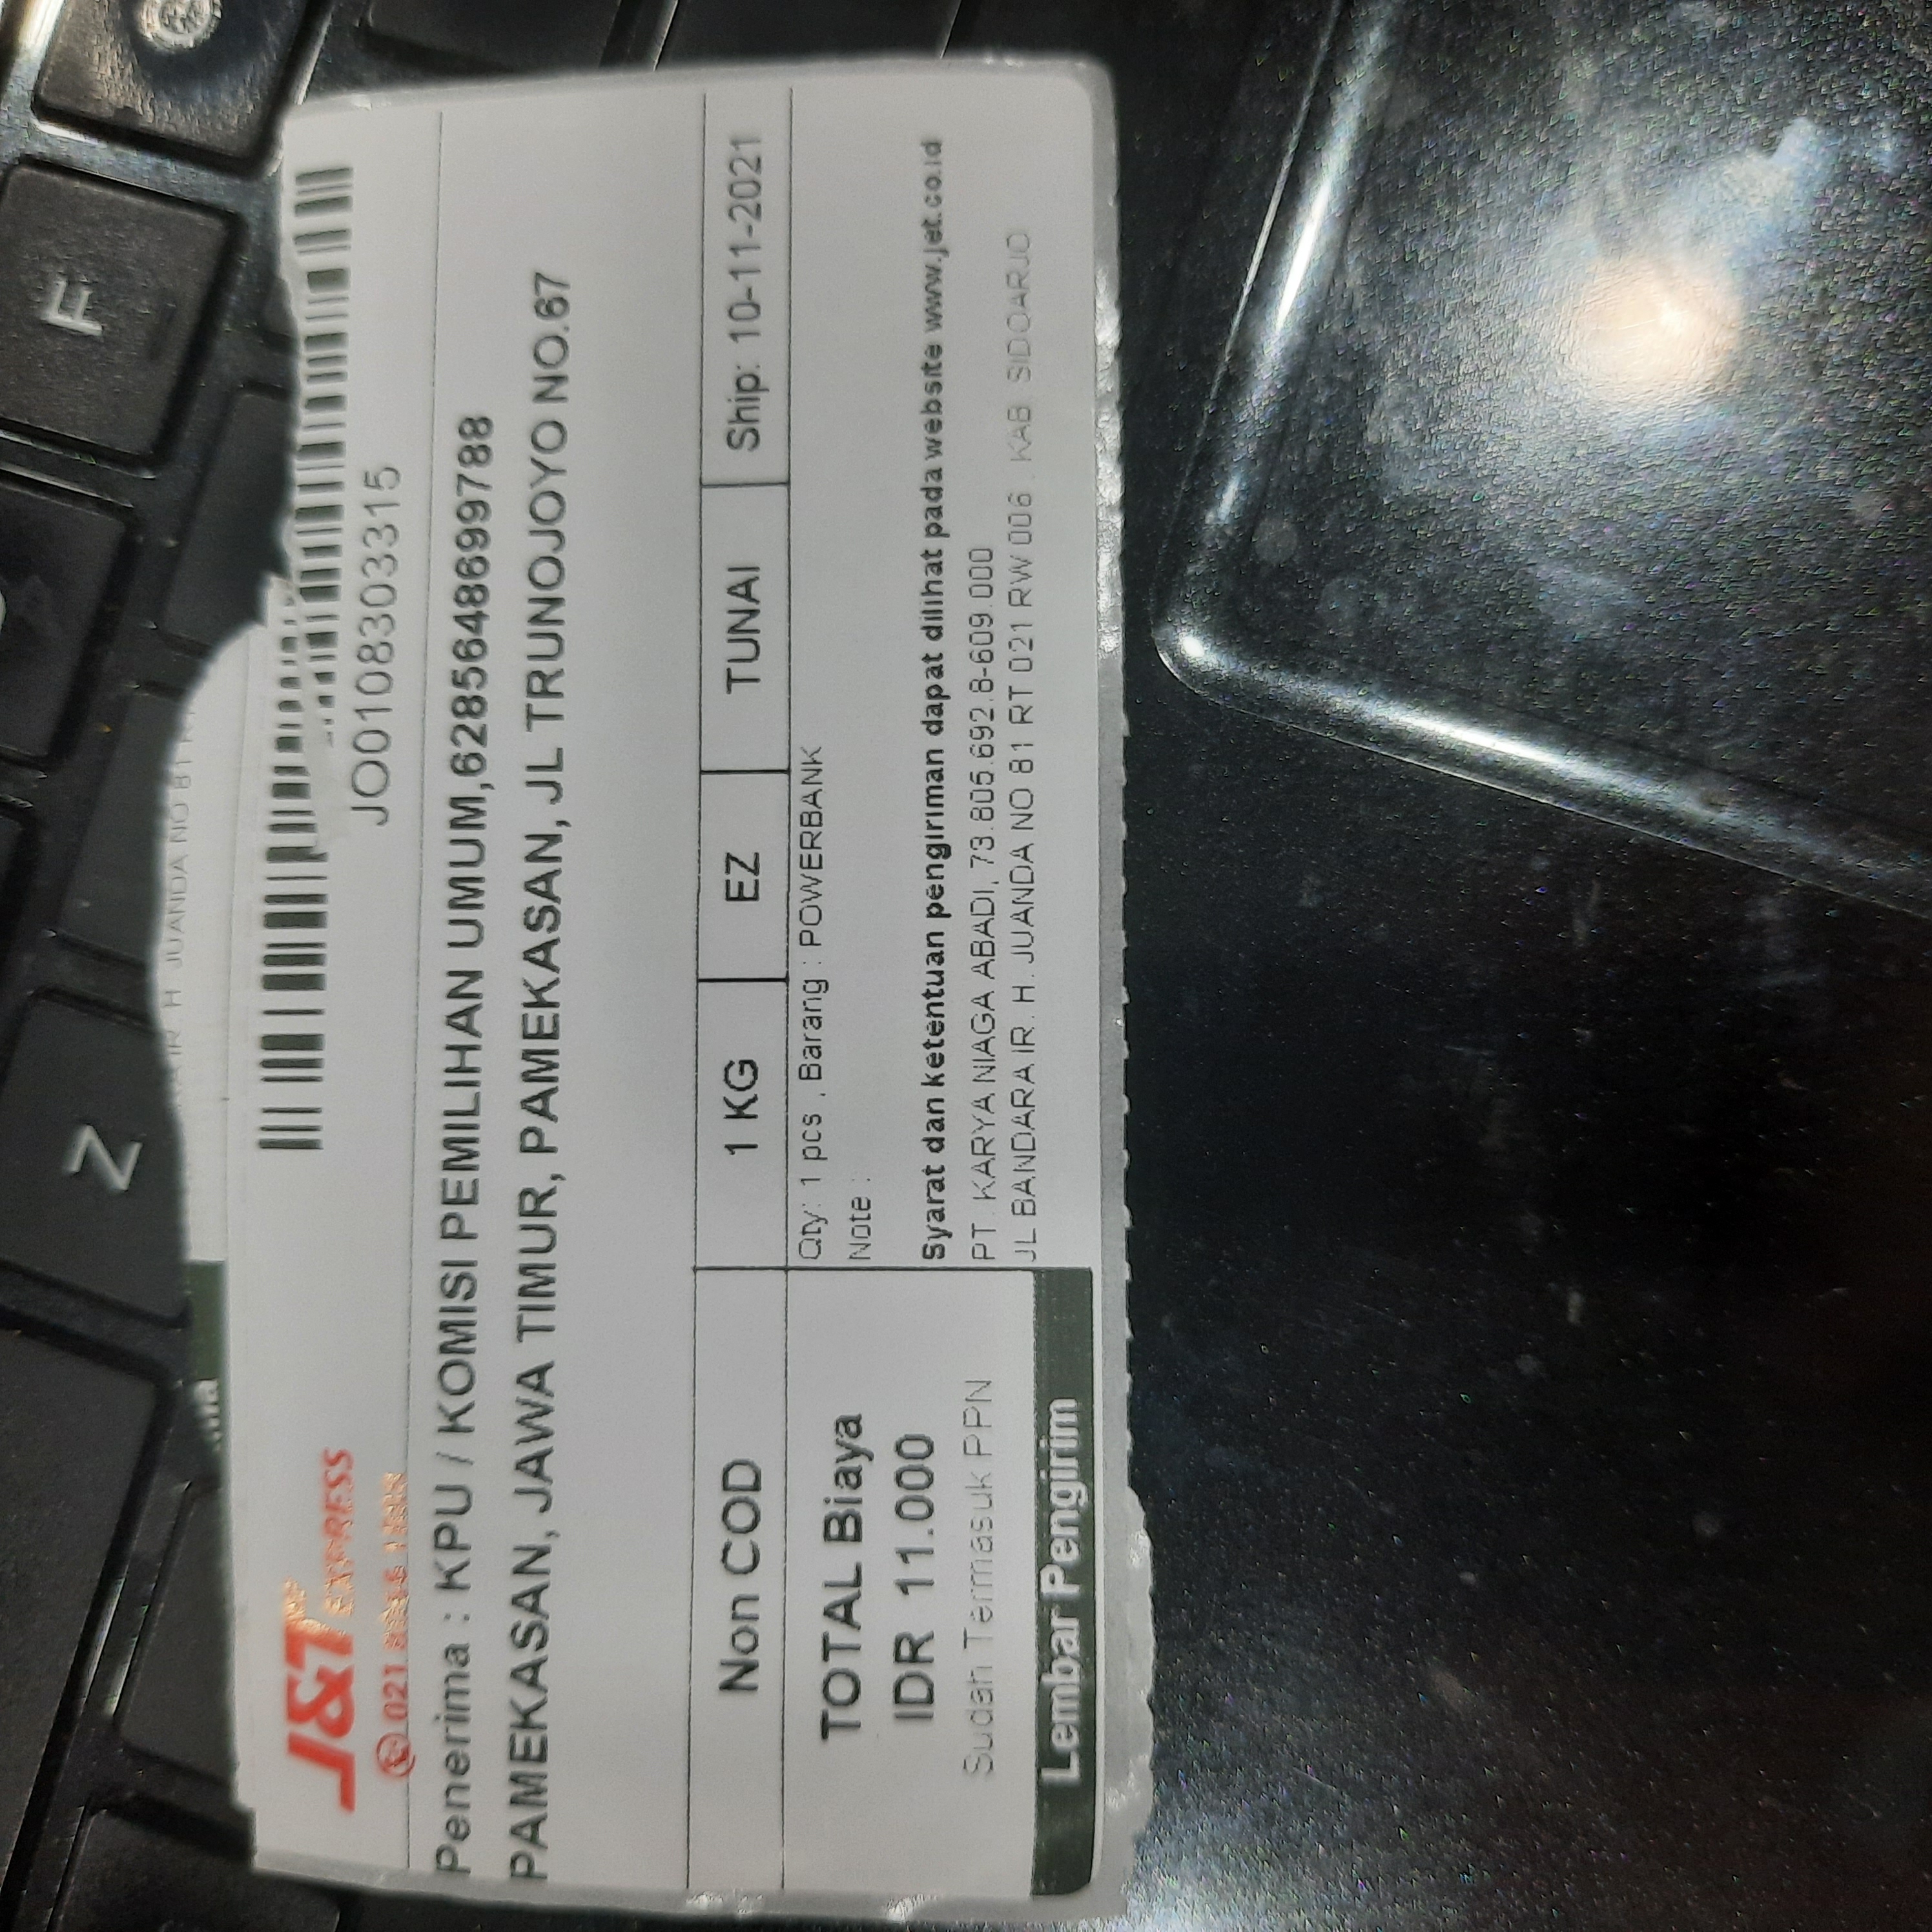 N
F
H. JUANDA NO 81
J&T EXPRESS
021
JO0108303315
Penerima : KPU / KOMISI PEMILIHAN UMUM,6285648699788
PAMEKASAN, JAWA TIMUR, PAMEKASAN, JL TRUNOJOYO NO.67
Non COD 1 KG EZ TUNAI Ship: 10-11-2021
TOTAL Biaya
IDR 11.000
Sudah Termasuk PPN
Lembar Pengirim
Qty: 1 pcs , Barang : POWERBANK
Note :
Syarat dan ketentuan pengiriman dapat dilihat pada website www.jet.co.id
PT. KARYA NIAGA ABADI, 73.805.692.8-609.000
JL BANDARA IR. H. JUANDA NO 81 RT 021 RW 006 , KAB. SIDOARJO